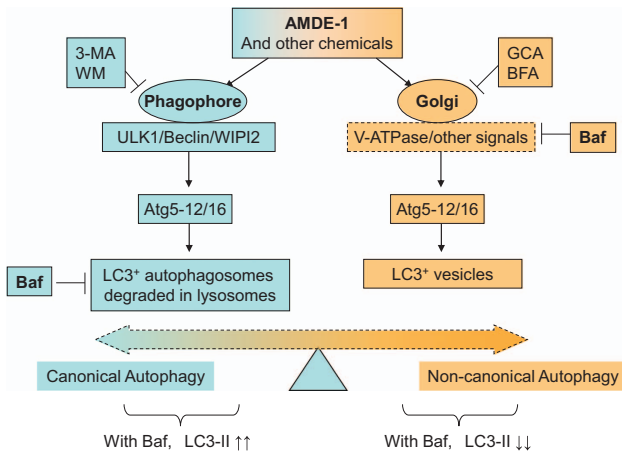 AMDE-1
And other chemicals
3-MA
WM
GCA
BFA
Phagophore
Golgi
ULK1/Beclin/WIPI2
V-ATPase/other signals
Baf
Atg5-12/16
Atg5-12/16
Baf
LC3⁺ autophagosomes
degraded in lysosomes
LC3⁺ vesicles
Canonical Autophagy
Non-canonical Autophagy
With Baf, LC3-II ↑↑
With Baf, LC3-II ↓↓